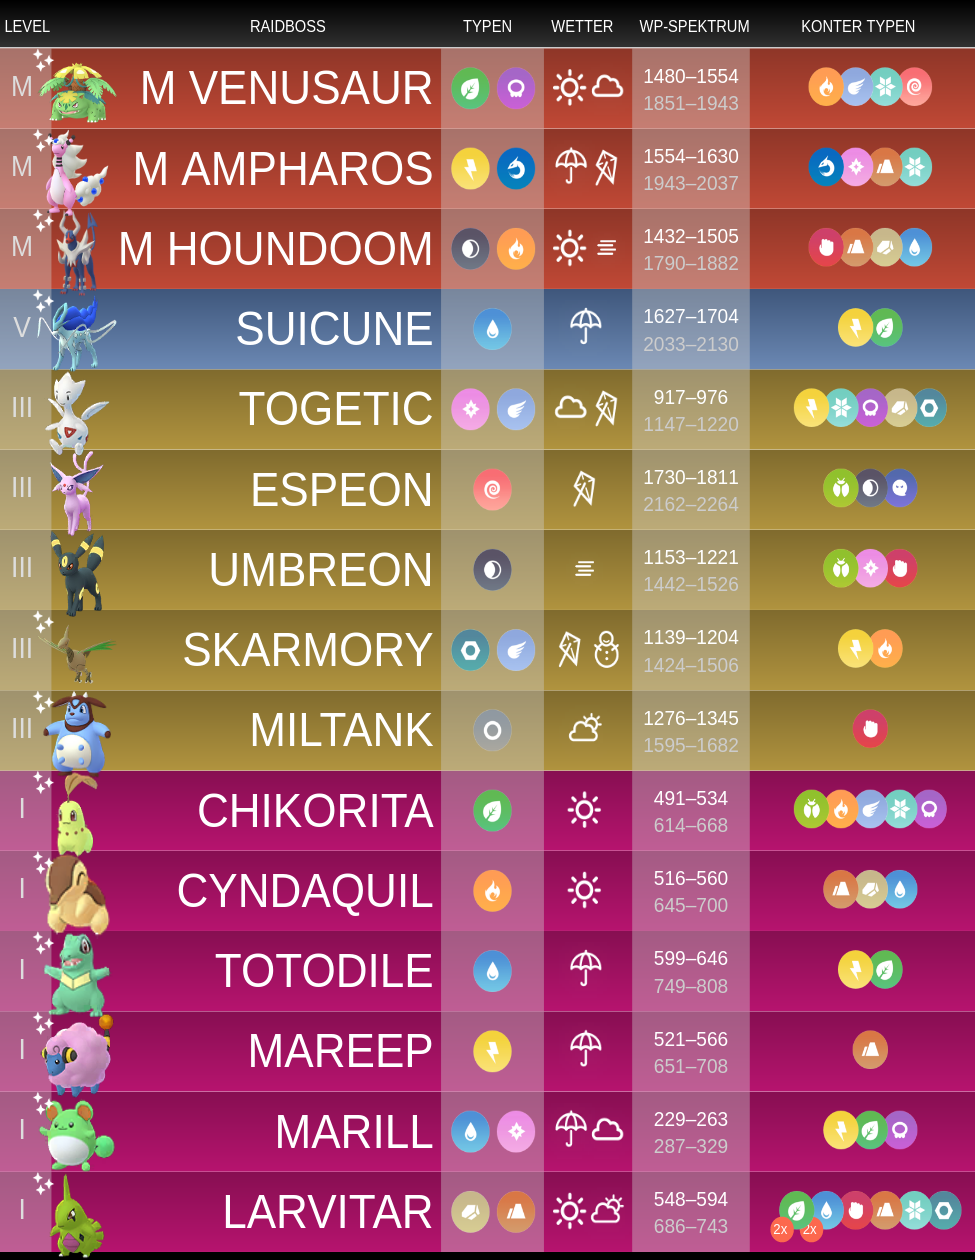 LEVEL RAIDBOSS TYPEN WETTER WP-SPEKTRUM KONTER TYPEN
M M VENUSAUR 1480–1554
1851–1943
M M AMPHAROS 1554–1630
1943–2037
M M HOUNDOOM 1432–1505
1790–1882
V SUICUNE 1627–1704
2033–2130
III TOGETIC 917–976
1147–1220
III ESPEON 1730–1811
2162–2264
III UMBREON 1153–1221
1442–1526
III SKARMORY 1139–1204
1424–1506
III MILTANK 1276–1345
1595–1682
I CHIKORITA 491–534
614–668
I CYNDAQUIL 516–560
645–700
I TOTODILE 599–646
749–808
I MAREEP 521–566
651–708
I MARILL 229–263
287–329
I LARVITAR 548–594
686–743 2x 2x